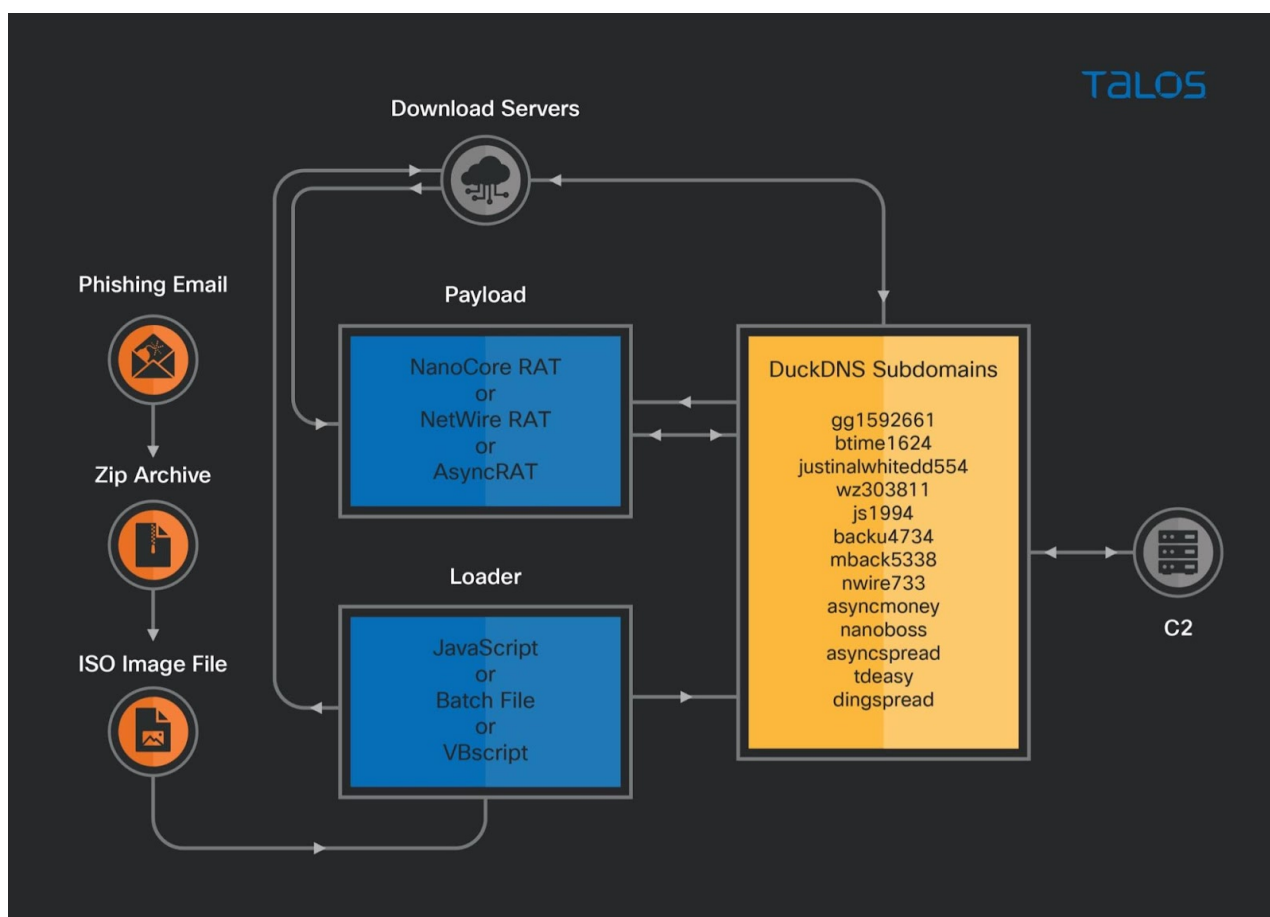 TALOS
Download Servers
Phishing Email
Zip Archive
ISO Image File
Payload
NanoCore RAT
or
NetWire RAT
or
AsyncRAT
Loader
JavaScript
or
Batch File
or
VBscript
DuckDNS Subdomains
gg1592661
btime1624
justinalwhitedd554
wz303811
js1994
backu4734
mback5338
nwire733
asyncmoney
nanoboss
asyncspread
tdeasy
dingspread
C2